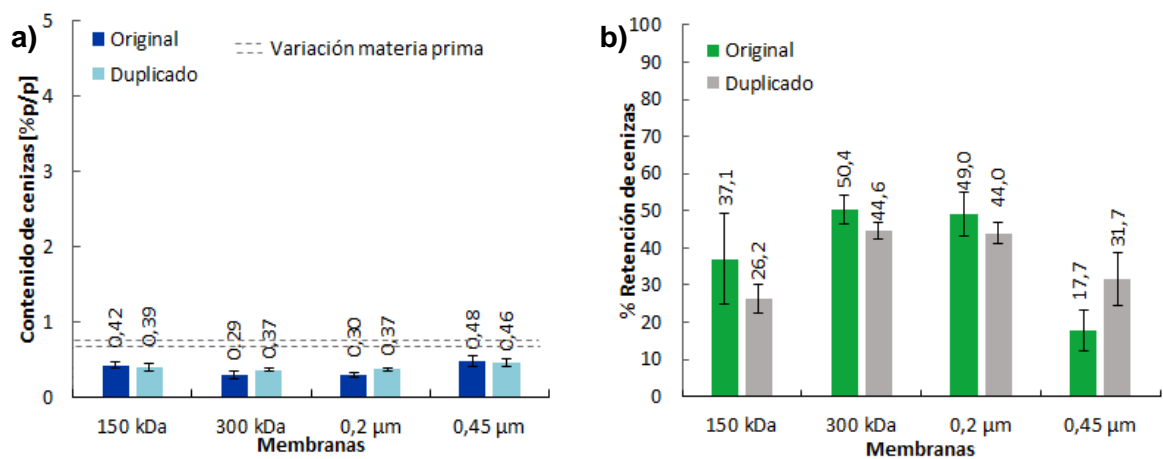 a)
Contenido de cenizas [%p/p]
5
4
3
2
1
0
Original
Duplicado
Variación materia prima
0,42
0,39
0,29
0,37
0,30
0,37
0,48
0,46
150 kDa
300 kDa
0,2 µm
0,45 µm
Membranas
b)
% Retención de cenizas
100
90
80
70
60
50
40
30
20
10
0
Original
Duplicado
37,1
26,2
50,4
44,6
49,0
44,0
17,7
31,7
150 kDa
300 kDa
0,2 µm
0,45 µm
Membranas